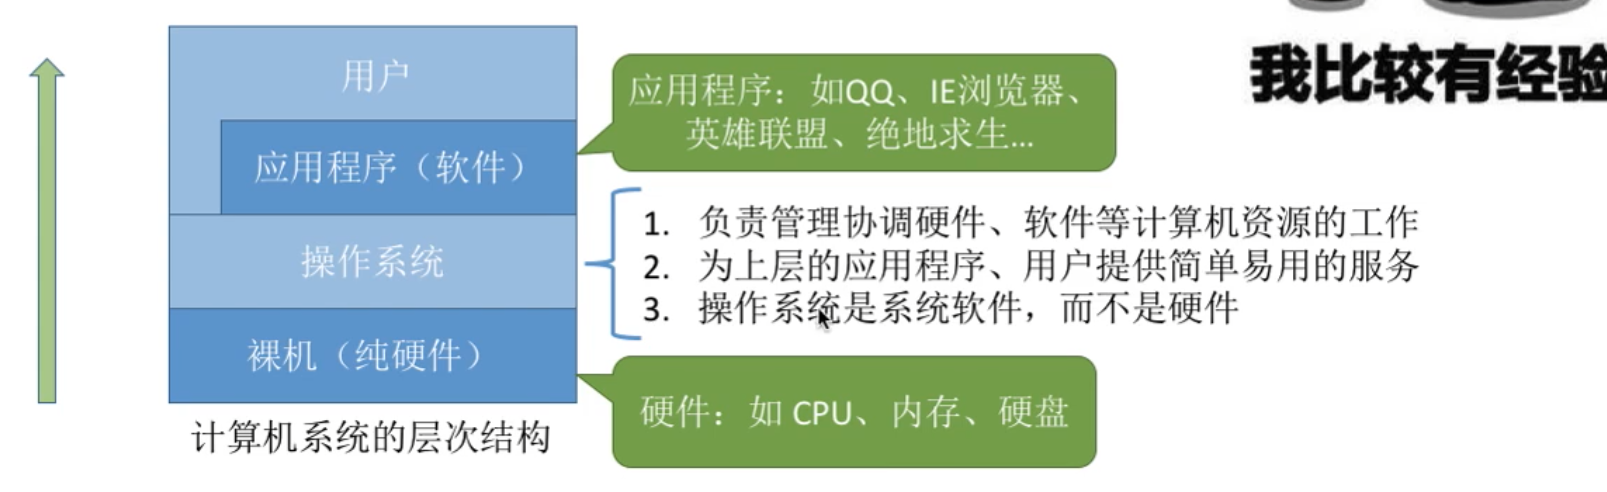 我比较有经验
用户
应用程序：如QQ、IE浏览器、
英雄联盟、绝地求生...
应用程序（软件）
1. 负责管理协调硬件、软件等计算机资源的工作
2. 为上层的应用程序、用户提供简单易用的服务
3. 操作系统是系统软件，而不是硬件
操作系统
裸机（纯硬件）
硬件：如 CPU、内存、硬盘
计算机系统的层次结构